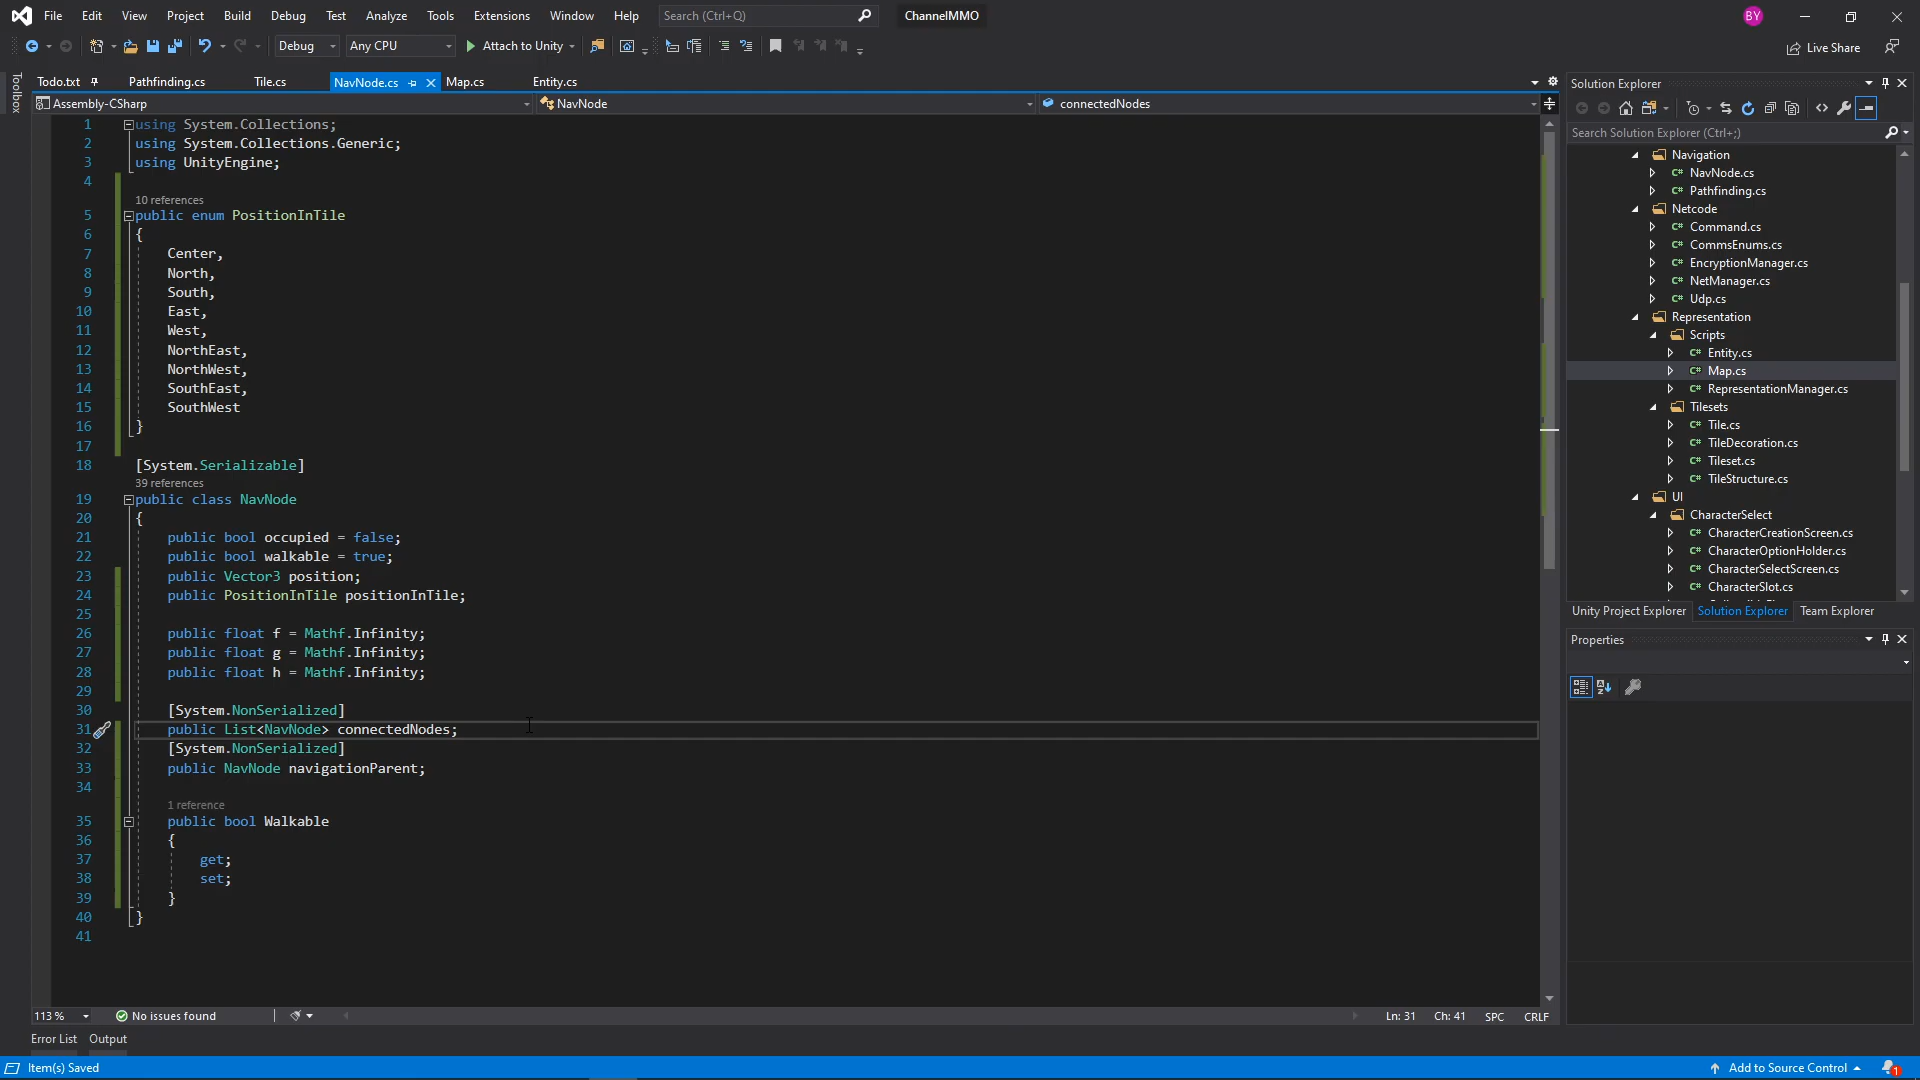 File Edit View Project Build Debug Test Analyze Tools Extensions Window Help Search (Ctrl+Q) ChannelMMO BY
Debug Any CPU Attach to Unity Live Share
Toolbox
Todo.txt Pathfinding.cs Tile.cs NavNode.cs Map.cs Entity.cs
Assembly-CSharp NavNode connectedNodes
1 using System.Collections;
2 using System.Collections.Generic;
3 using UnityEngine;
4
10 references
5 public enum PositionInTile
6 {
7 Center,
8 North,
9 South,
10 East,
11 West,
12 NorthEast,
13 NorthWest,
14 SouthEast,
15 SouthWest
16 }
17
18 [System.Serializable]
39 references
19 public class NavNode
20 {
21 public bool occupied = false;
22 public bool walkable = true;
23 public Vector3 position;
24 public PositionInTile positionInTile;
25
26 public float f = Mathf.Infinity;
27 public float g = Mathf.Infinity;
28 public float h = Mathf.Infinity;
29
30 [System.NonSerialized]
31 public List<NavNode> connectedNodes;
32 [System.NonSerialized]
33 public NavNode navigationParent;
34
1 reference
35 public bool Walkable
36 {
37 get;
38 set;
39 }
40 }
41
113 % No issues found Ln: 31 Ch: 41 SPC CRLF
Error List Output
Item(s) Saved Add to Source Control 1
Solution Explorer
Search Solution Explorer (Ctrl+;)
Navigation
C# NavNode.cs
C# Pathfinding.cs
Netcode
C# Command.cs
C# CommsEnums.cs
C# EncryptionManager.cs
C# NetManager.cs
C# Udp.cs
Representation
Scripts
C# Entity.cs
C# Map.cs
C# RepresentationManager.cs
Tilesets
C# Tile.cs
C# TileDecoration.cs
C# Tileset.cs
C# TileStructure.cs
UI
CharacterSelect
C# CharacterCreationScreen.cs
C# CharacterOptionHolder.cs
C# CharacterSelectScreen.cs
C# CharacterSlot.cs
Unity Project Explorer Solution Explorer Team Explorer
Properties